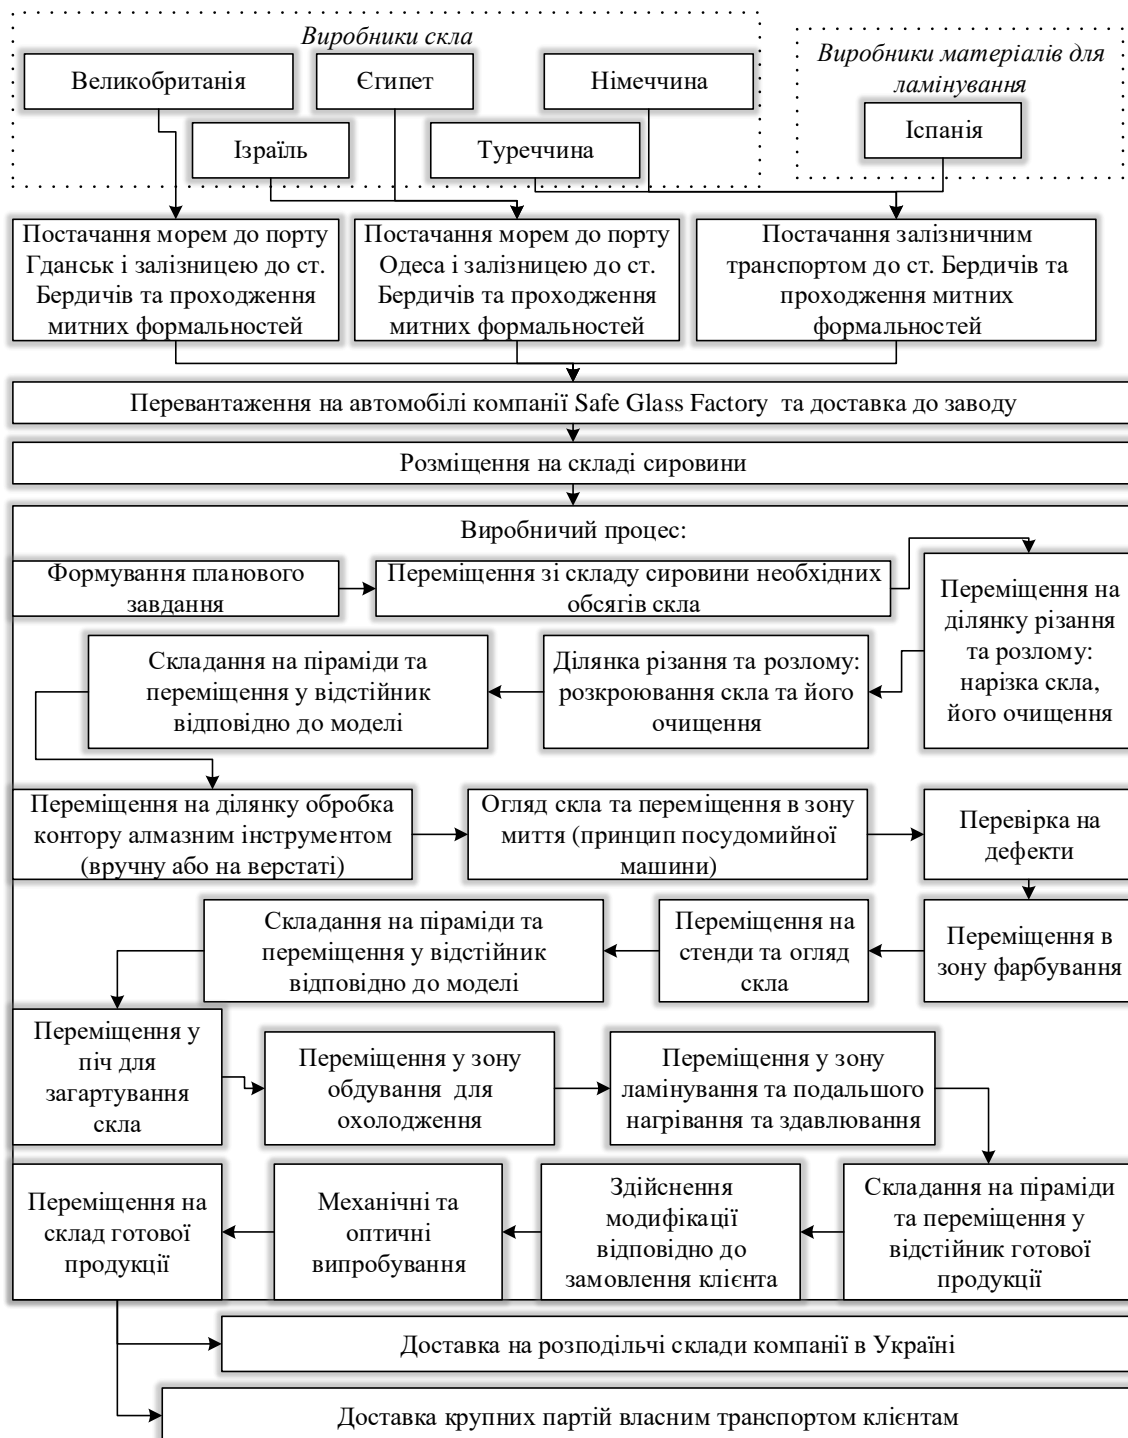 Виробники скла
Виробники матеріалів для
ламінування
Великобританія
Єгипет
Німеччина
Ізраїль
Туреччина
Іспанія
Постачання морем до порту
Гданськ і залізницею до ст.
Бердичів та проходження
митних формальностей
Постачання морем до порту
Одеса і залізницею до ст.
Бердичів та проходження
митних формальностей
Постачання залізничним
транспортом до ст. Бердичів та
проходження митних
формальностей
Перевантаження на автомобілі компанії Safe Glass Factory та доставка до заводу
Розміщення на складі сировини
Виробничий процес:
Формування планового
завдання
Переміщення зі складу сировини необхідних
обсягів скла
Переміщення на
ділянку різання
та розлому:
нарізка скла,
його очищення
Ділянка різання та розлому:
розкроювання скла та його
очищення
Складання на піраміди та
переміщення у відстійник
відповідно до моделі
Переміщення на ділянку обробка
контору алмазним інструментом
(вручну або на верстаті)
Огляд скла та переміщення в зону
миття (принцип посудомийної
машини)
Перевірка на
дефекти
Переміщення в
зону фарбування
Переміщення на
стенди та огляд
скла
Складання на піраміди та
переміщення у відстійник
відповідно до моделі
Переміщення у
піч для
загартування
скла
Переміщення у зону
обдування для
охолодження
Переміщення у зону
ламінування та подальшого
нагрівання та здавлювання
Складання на піраміди
та переміщення у
відстійник готової
продукції
Здійснення
модифікації
відповідно до
замовлення клієнта
Механічні та
оптичні
випробування
Переміщення на
склад готової
продукції
Доставка на розподільчі склади компанії в Україні
Доставка крупних партій власним транспортом клієнтам